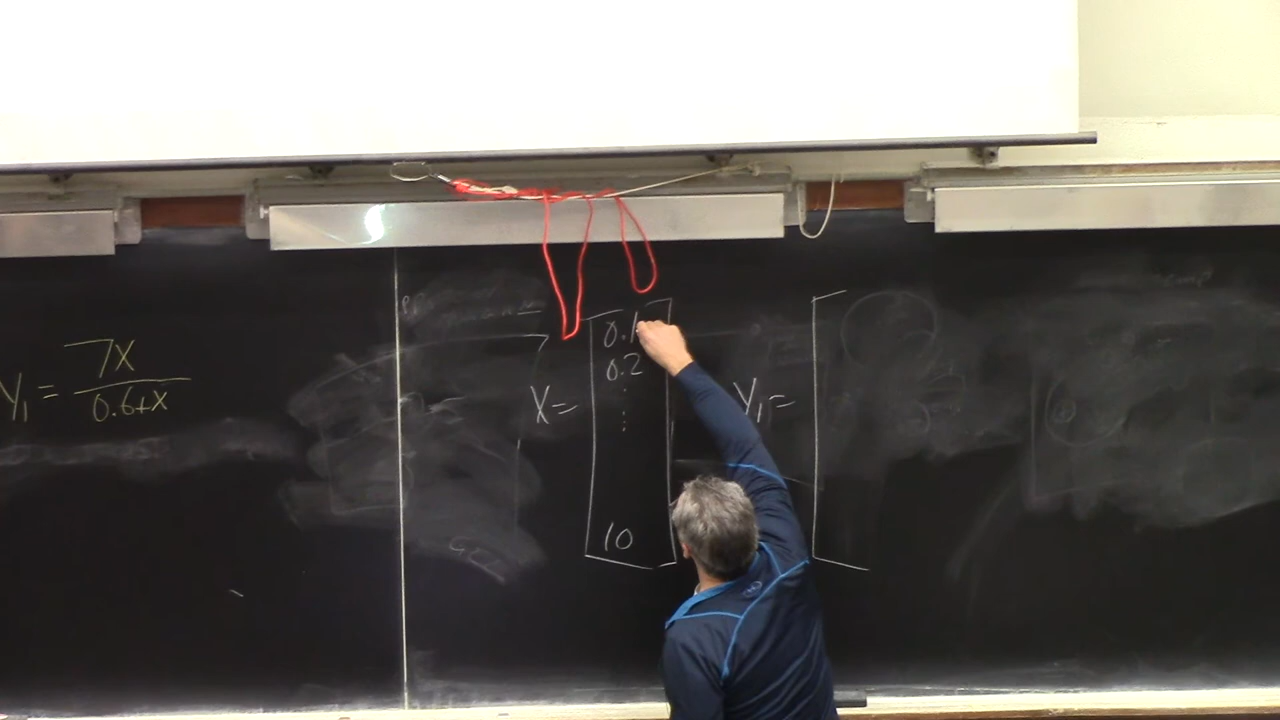 Y₁ = 7X / 0.6+X
X = [ 0.1
0.2
⋮
10 ]
Y₁ = [